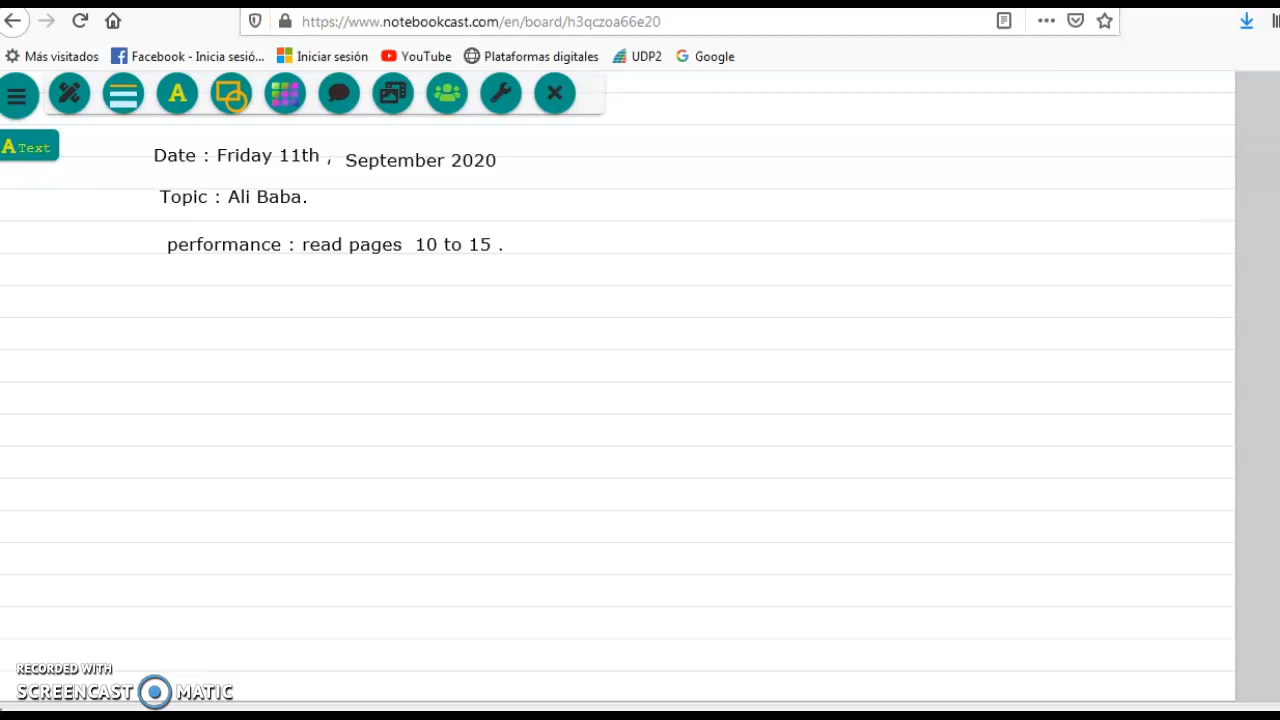 https://www.notebookcast.com/en/board/h3qczoa66e20
Más visitados Facebook - Inicia sesió... Iniciar sesión YouTube Plataformas digitales UDP2 Google
A
A Text
Date : Friday 11th , September 2020
Topic : Ali Baba.
performance : read pages 10 to 15 .
RECORDED WITH
SCREENCAST MATIC